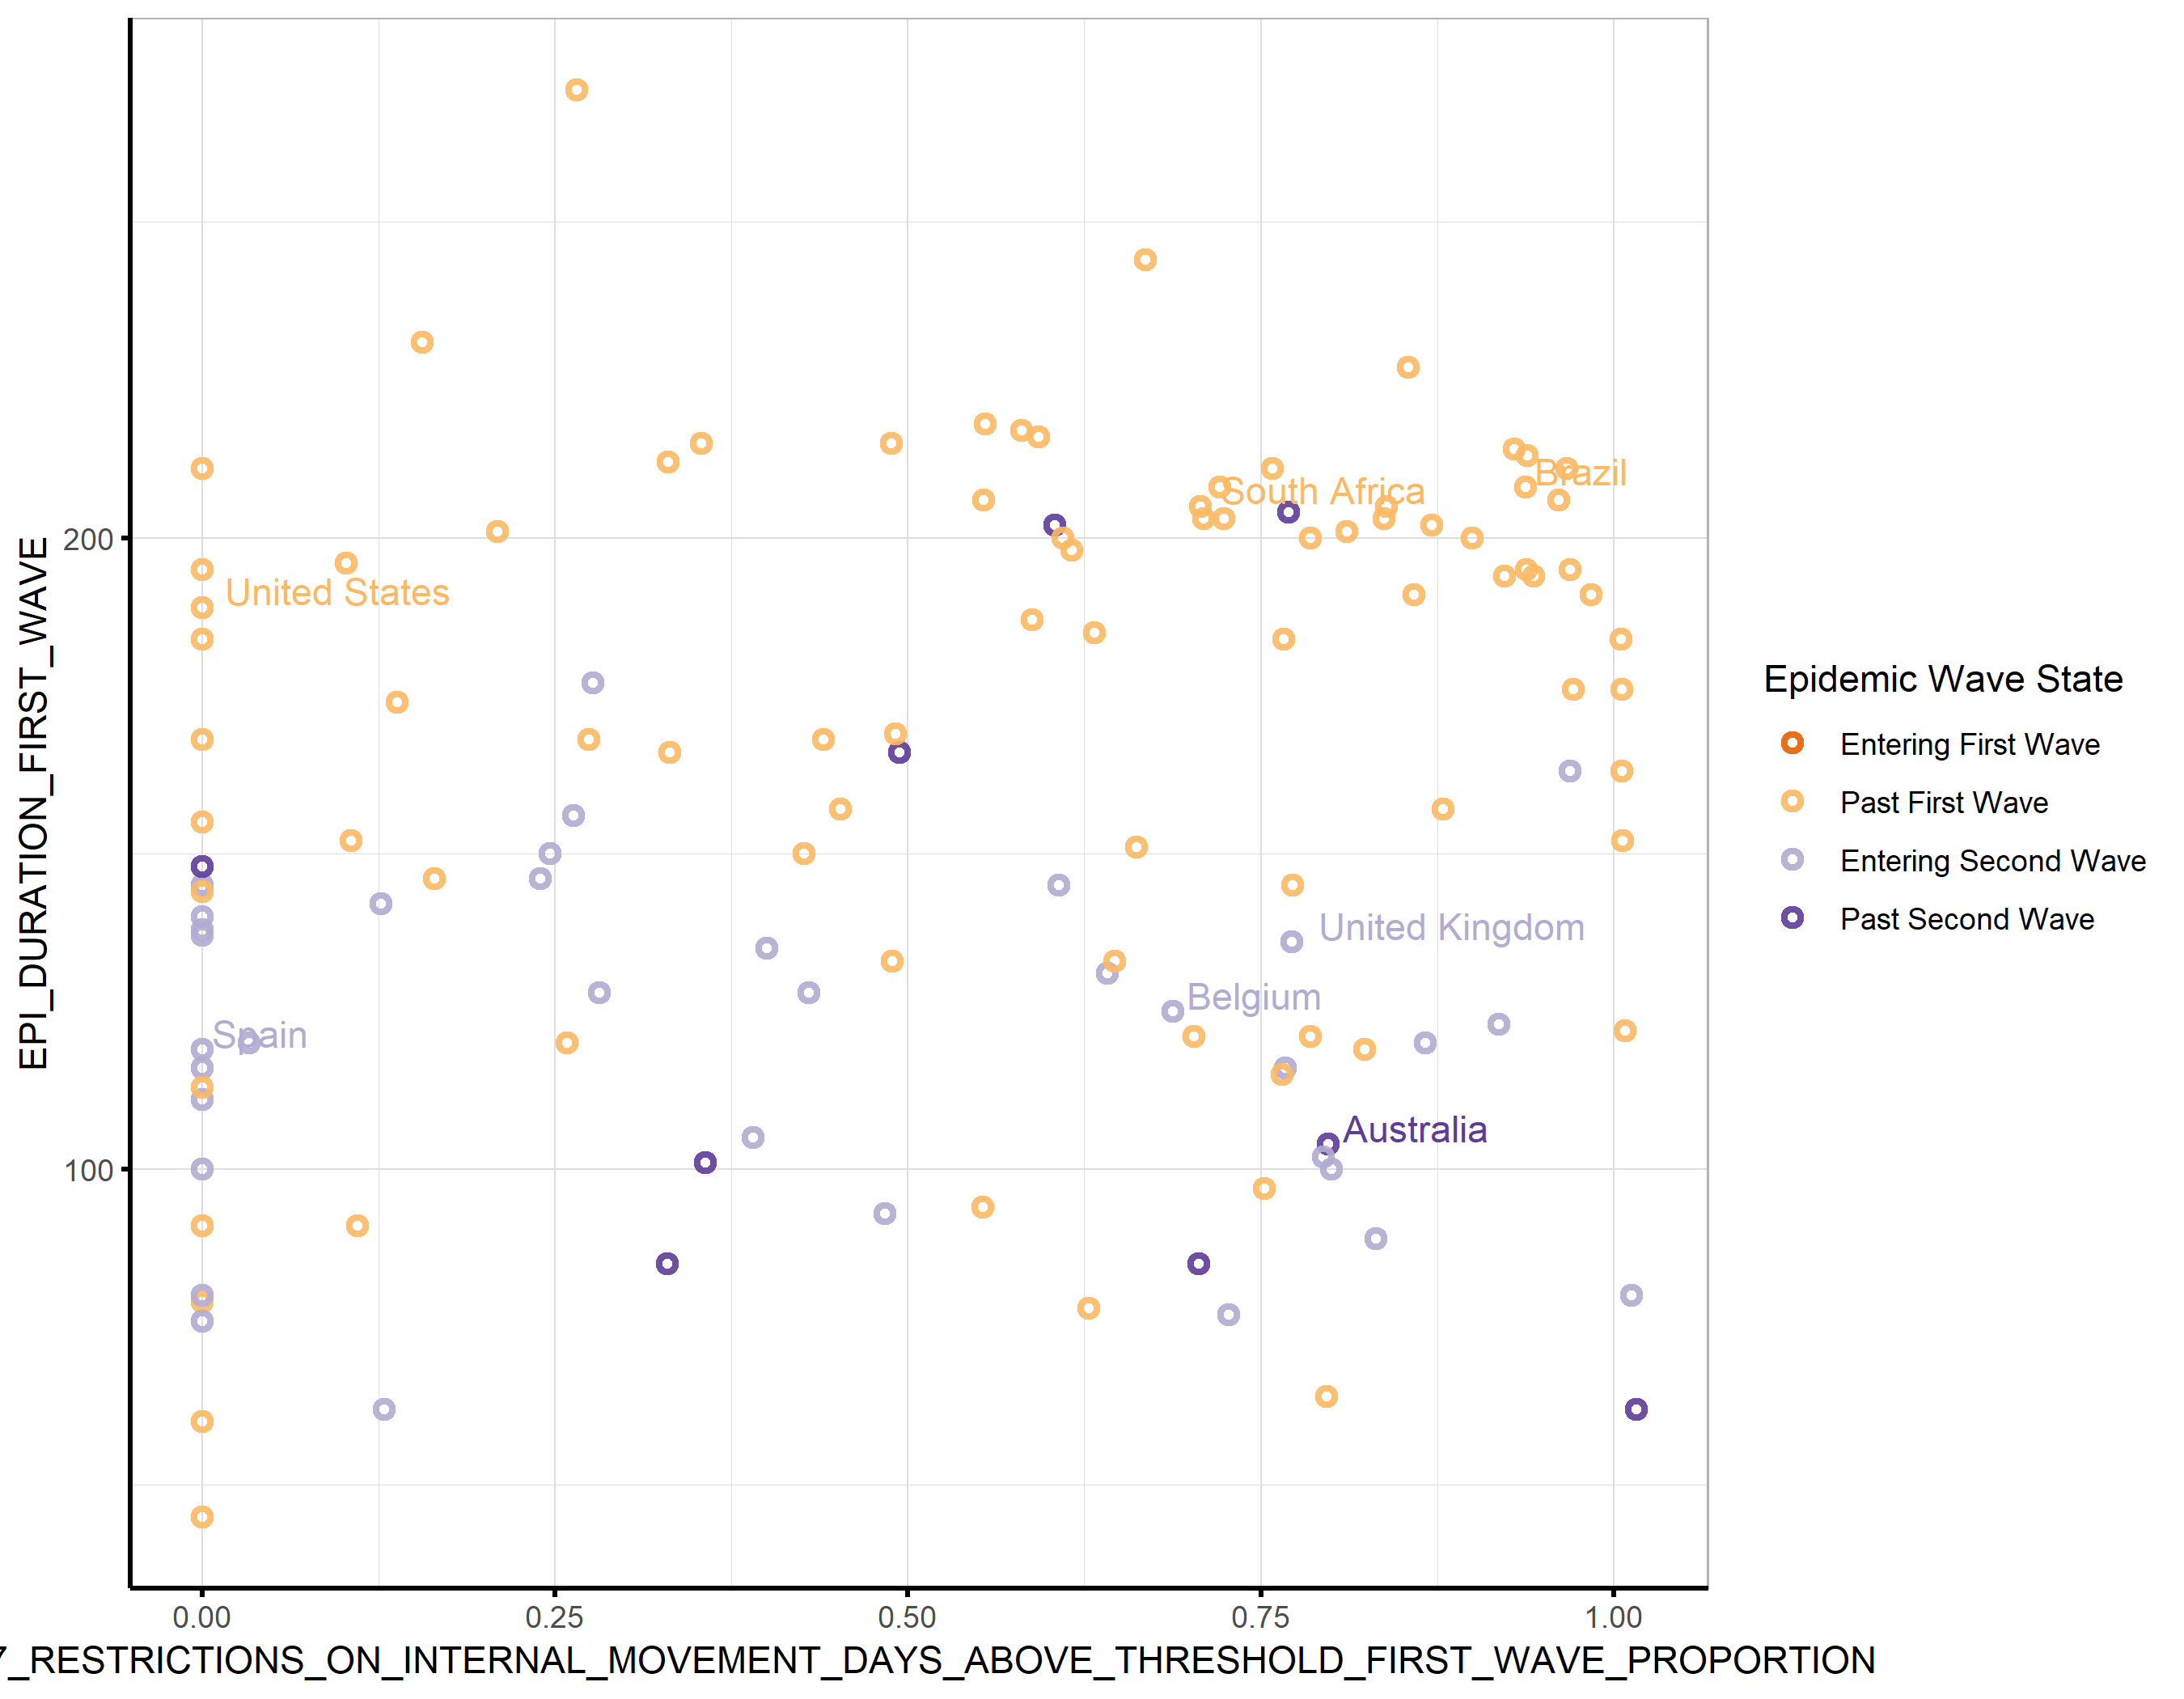 EPI_DURATION_FIRST_WAVE
200
100
South Africa
Brazil
United States
United Kingdom
Belgium
Spain
Australia
0.00 0.25 0.50 0.75 1.00
7_RESTRICTIONS_ON_INTERNAL_MOVEMENT_DAYS_ABOVE_THRESHOLD_FIRST_WAVE_PROPORTION
Epidemic Wave State
Entering First Wave
Past First Wave
Entering Second Wave
Past Second Wave